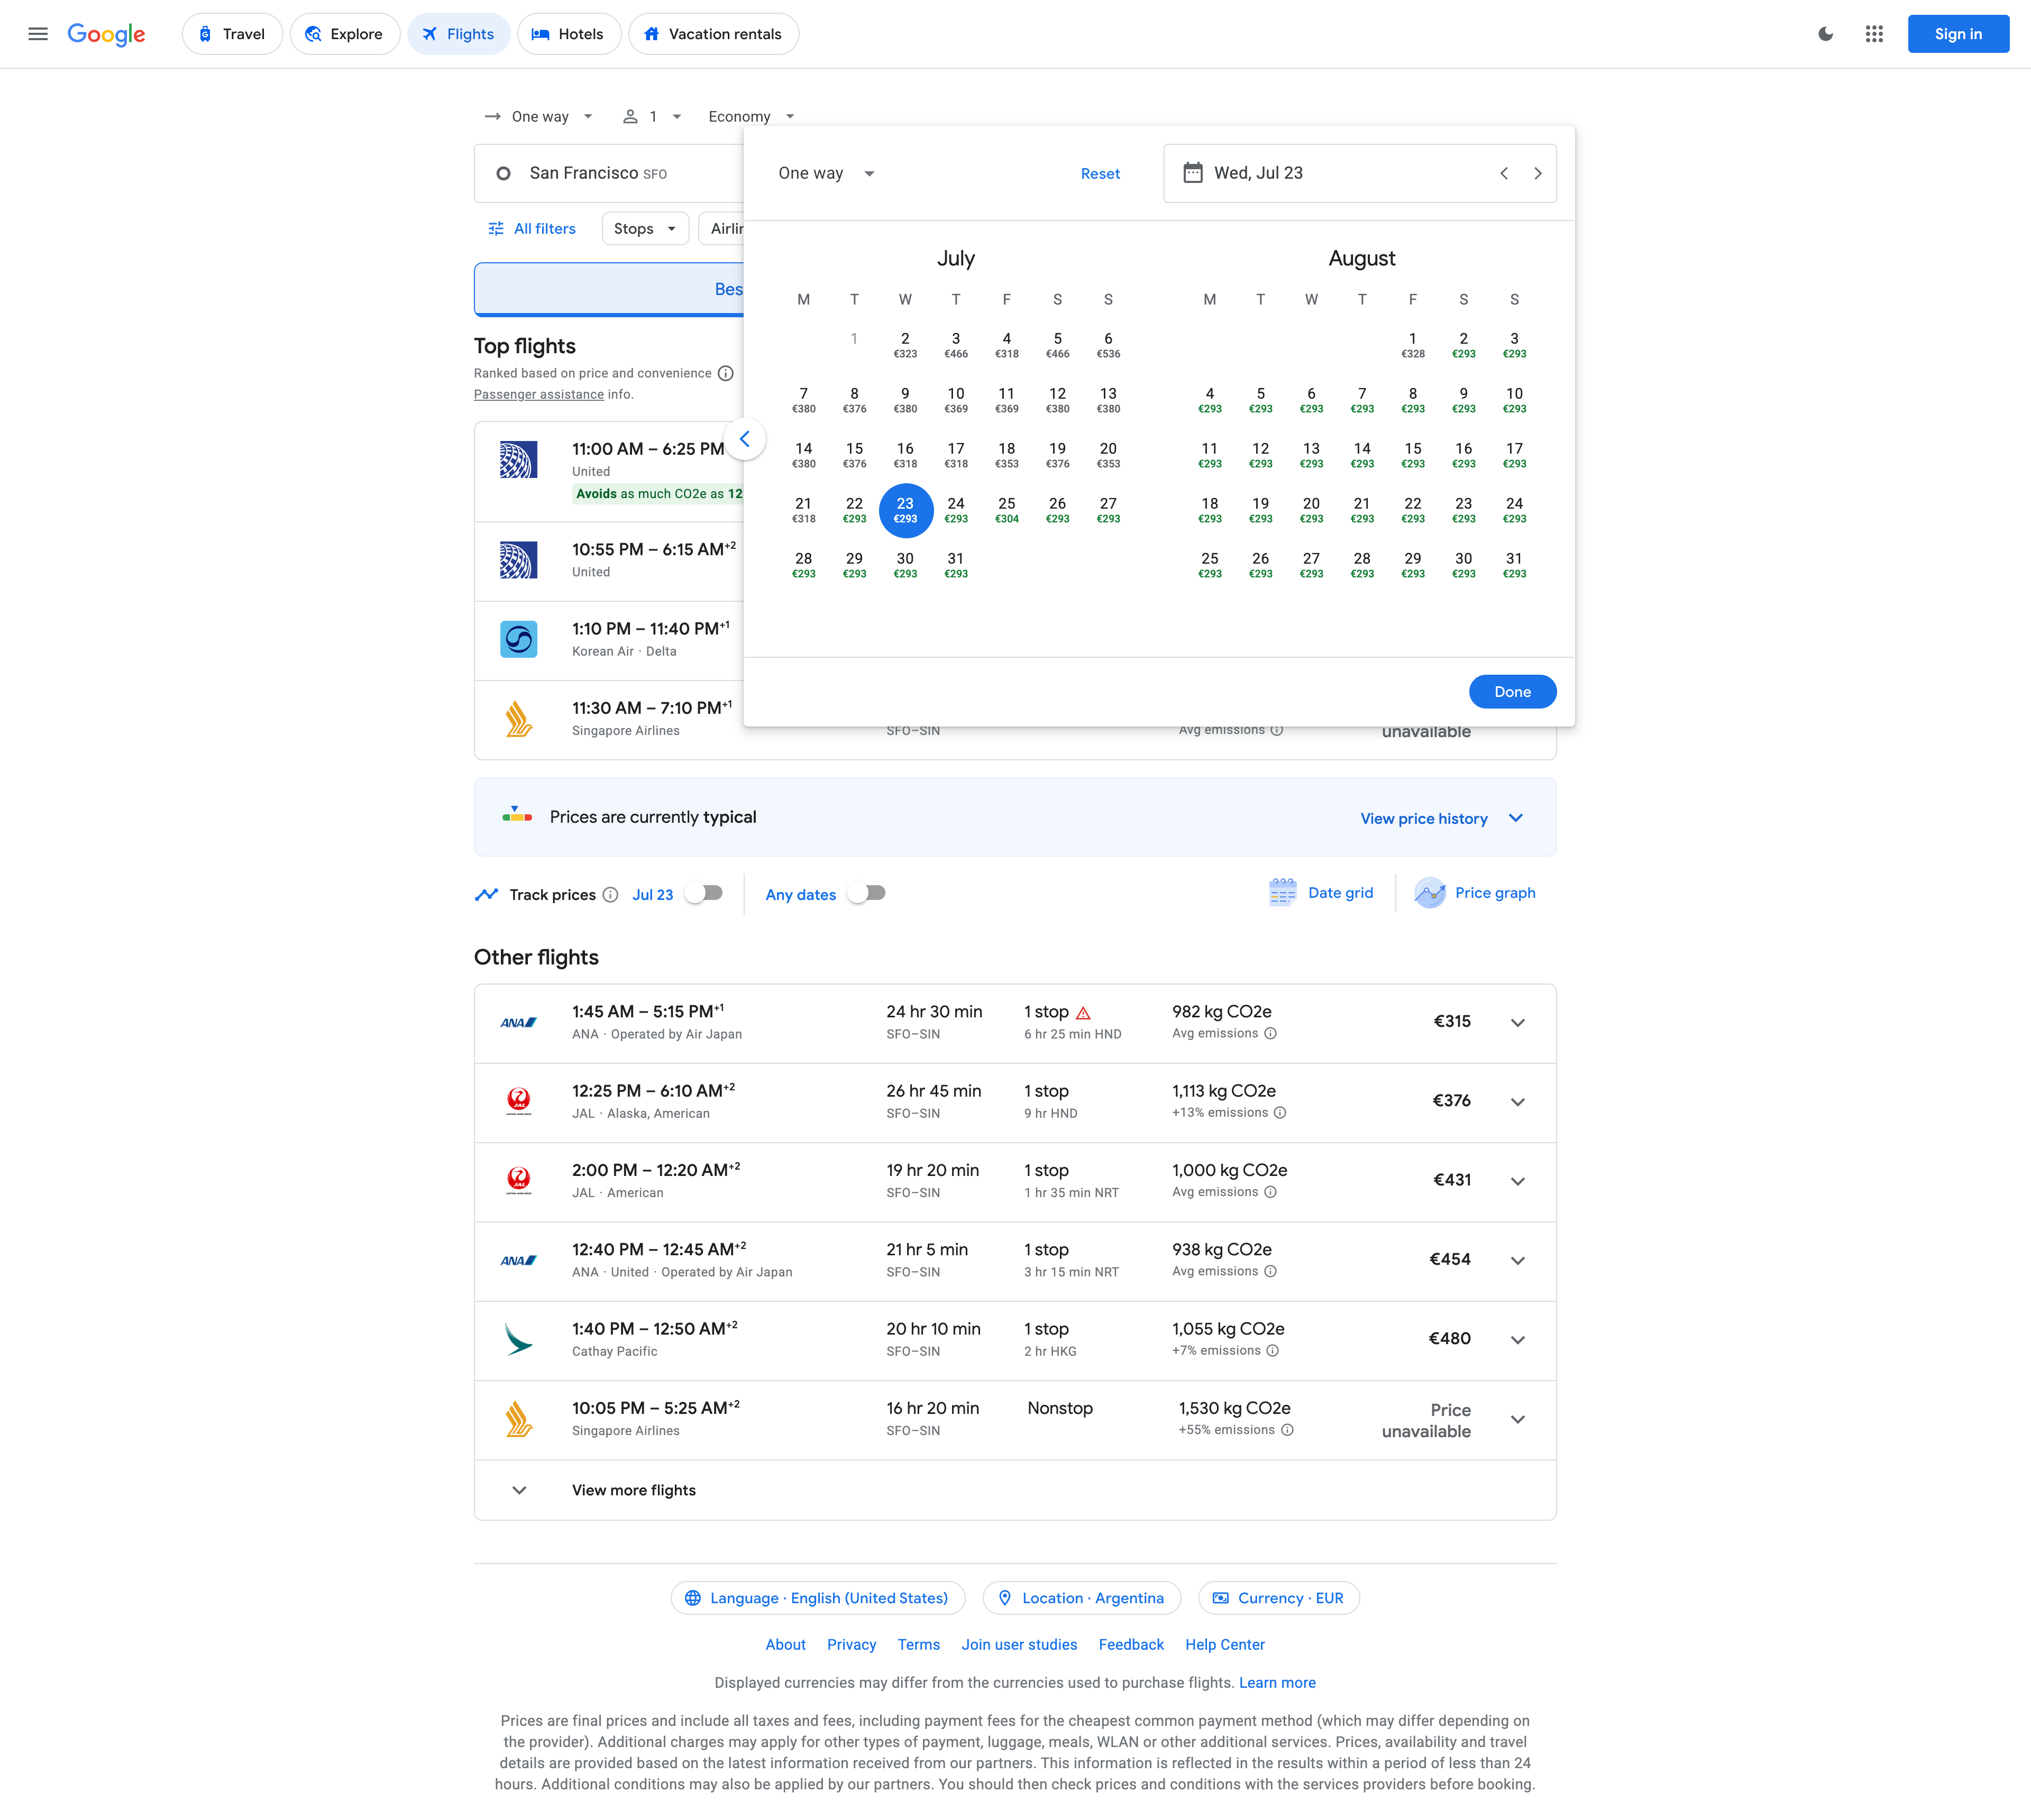 Google
Travel
Explore
Flights
Hotels
Vacation rentals
Sign in
One way
1
Economy
San Francisco SFO
All filters
Stops
Top flights
Ranked based on price and convenience
Passenger assistance info.
11:00 AM – 6:25 PM
United
Avoids as much CO2e as 12
10:55 PM – 6:15 AM+2
United
1:10 PM – 11:40 PM+1
Korean Air · Delta
11:30 AM – 7:10 PM+1
Singapore Airlines
SFO–SIN
Avg emissions
unavailable
One way
Reset
Wed, Jul 23
July
M T W T F S S
1 2 3 4 5 6
€323 €466 €318 €466 €536
7 8 9 10 11 12 13
€380 €376 €380 €369 €369 €380 €380
14 15 16 17 18 19 20
€380 €376 €318 €318 €353 €376 €353
21 22 23 24 25 26 27
€318 €293 €293 €293 €304 €293 €293
28 29 30 31
€293 €293 €293 €293
August
M T W T F S S
1 2 3
€328 €293 €293
4 5 6 7 8 9 10
€293 €293 €293 €293 €293 €293 €293
11 12 13 14 15 16 17
€293 €293 €293 €293 €293 €293 €293
18 19 20 21 22 23 24
€293 €293 €293 €293 €293 €293 €293
25 26 27 28 29 30 31
€293 €293 €293 €293 €293 €293 €293
Done
Prices are currently typical
View price history
Track prices
Jul 23
Any dates
Date grid
Price graph
Other flights
ANA
1:45 AM – 5:15 PM+1
ANA · Operated by Air Japan
24 hr 30 min
SFO–SIN
1 stop
6 hr 25 min HND
982 kg CO2e
Avg emissions
€315
JAL
12:25 PM – 6:10 AM+2
JAL · Alaska, American
26 hr 45 min
SFO–SIN
1 stop
9 hr HND
1,113 kg CO2e
+13% emissions
€376
JAL
2:00 PM – 12:20 AM+2
JAL · American
19 hr 20 min
SFO–SIN
1 stop
1 hr 35 min NRT
1,000 kg CO2e
Avg emissions
€431
ANA
12:40 PM – 12:45 AM+2
ANA · United · Operated by Air Japan
21 hr 5 min
SFO–SIN
1 stop
3 hr 15 min NRT
938 kg CO2e
Avg emissions
€454
1:40 PM – 12:50 AM+2
Cathay Pacific
20 hr 10 min
SFO–SIN
1 stop
2 hr HKG
1,055 kg CO2e
+7% emissions
€480
10:05 PM – 5:25 AM+2
Singapore Airlines
16 hr 20 min
SFO–SIN
Nonstop
1,530 kg CO2e
+55% emissions
Price
unavailable
View more flights
Language · English (United States)
Location · Argentina
Currency · EUR
About
Privacy
Terms
Join user studies
Feedback
Help Center
Displayed currencies may differ from the currencies used to purchase flights. Learn more
Prices are final prices and include all taxes and fees, including payment fees for the cheapest common payment method (which may differ depending on
the provider). Additional charges may apply for other types of payment, luggage, meals, WLAN or other additional services. Prices, availability and travel
details are provided based on the latest information received from our partners. This information is reflected in the results within a period of less than 24
hours. Additional conditions may also be applied by our partners. You should then check prices and conditions with the services providers before booking.